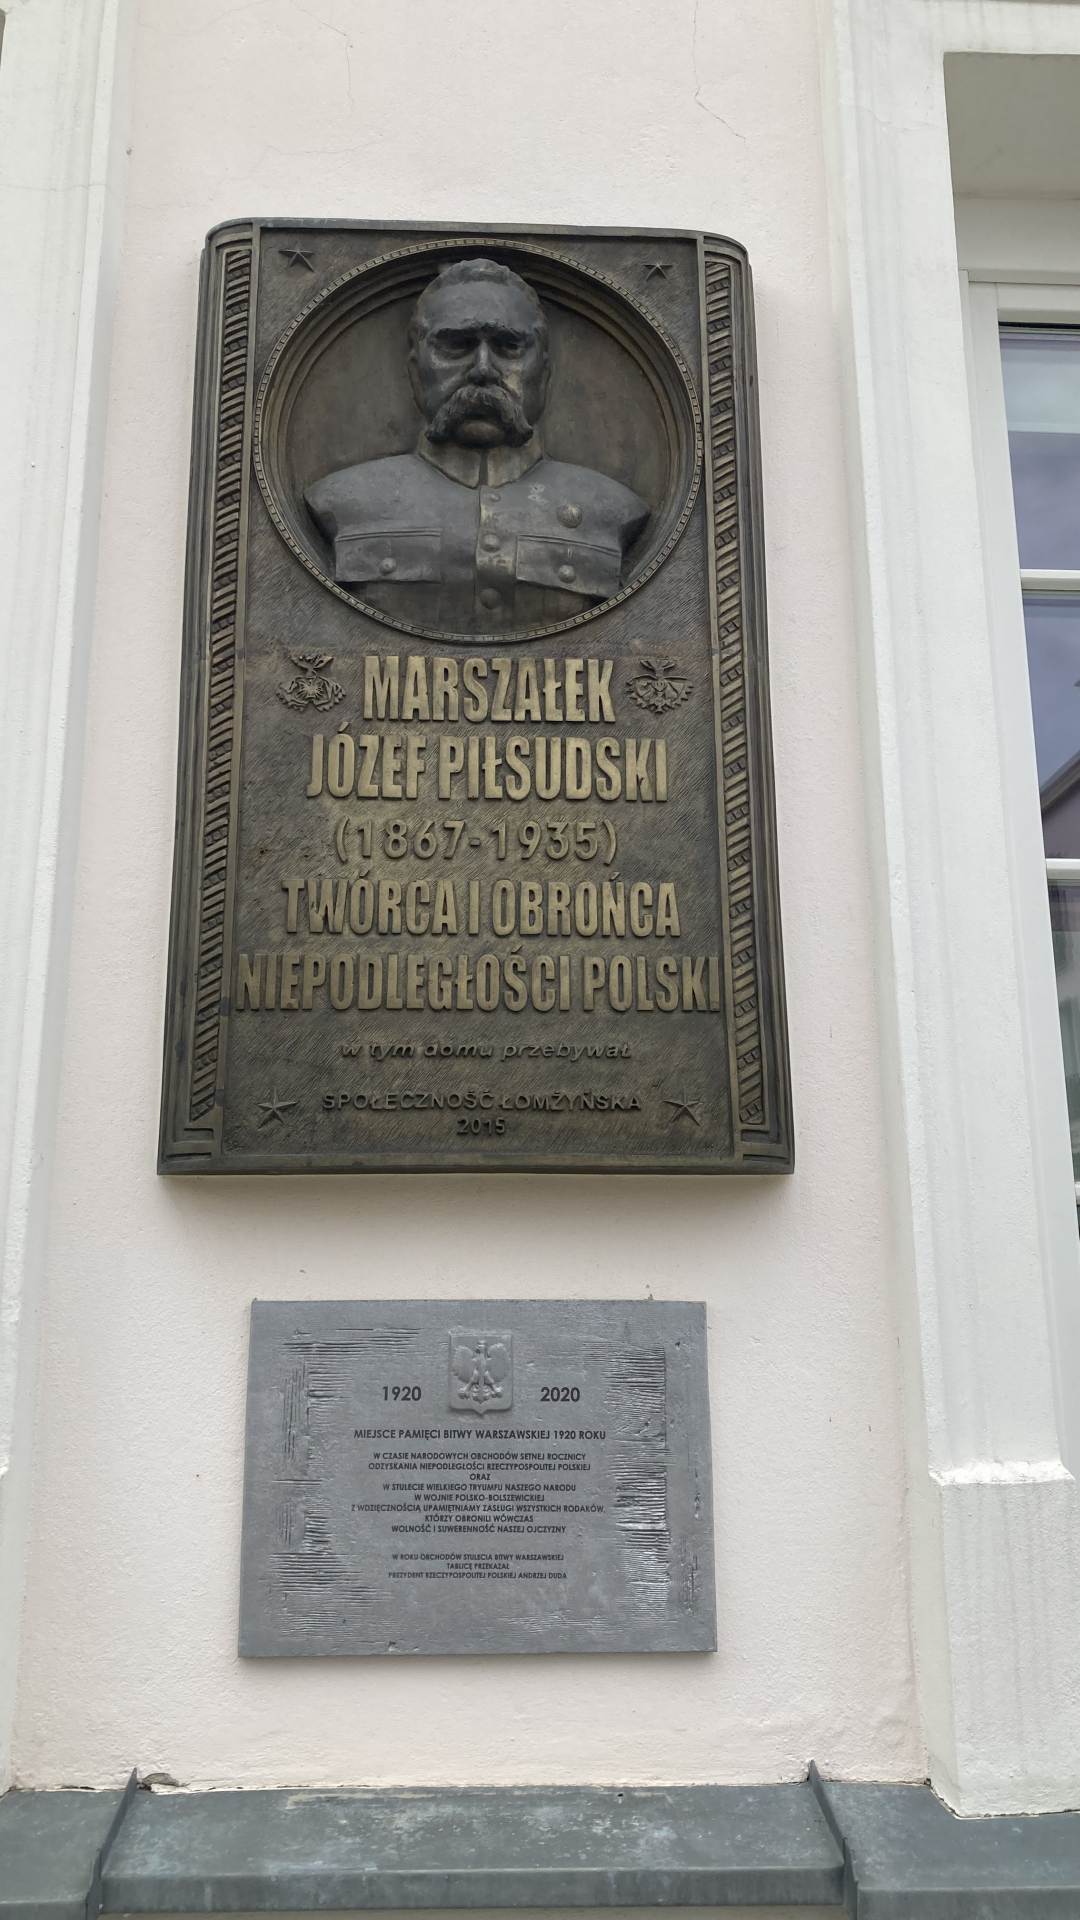 MARSZAŁEK
JÓZEF PIŁSUDSKI
(1867-1935)
TWÓRCA I OBROŃCA
NIEPODLEGŁOŚCI POLSKI
w tym domu przebywał
SPOŁECZNOŚĆ ŁOMŻYŃSKA
2015
1920 2020
MIEJSCE PAMIĘCI BITWY WARSZAWSKIEJ 1920 ROKU
W CZASIE NARODOWYCH OBCHODÓW SETNEJ ROCZNICY
ODZYSKANIA NIEPODLEGŁOŚCI RZECZYPOSPOLITEJ POLSKIEJ
ORAZ
W STULECIE WIELKIEGO TRYUMFU NASZEGO NARODU
W WOJNIE POLSKO-BOLSZEWICKIEJ
Z WDZIĘCZNOŚCIĄ UPAMIĘTNIAMY ZASŁUGI WSZYSTKICH RODAKÓW,
KTÓRZY OBRONILI WÓWCZAS
WOLNOŚĆ I SUWERENNOŚĆ NASZEJ OJCZYZNY
W ROKU OBCHODÓW STULECIA BITWY WARSZAWSKIEJ
TABLICĘ PRZEKAZAŁ
PREZYDENT RZECZYPOSPOLITEJ POLSKIEJ ANDRZEJ DUDA